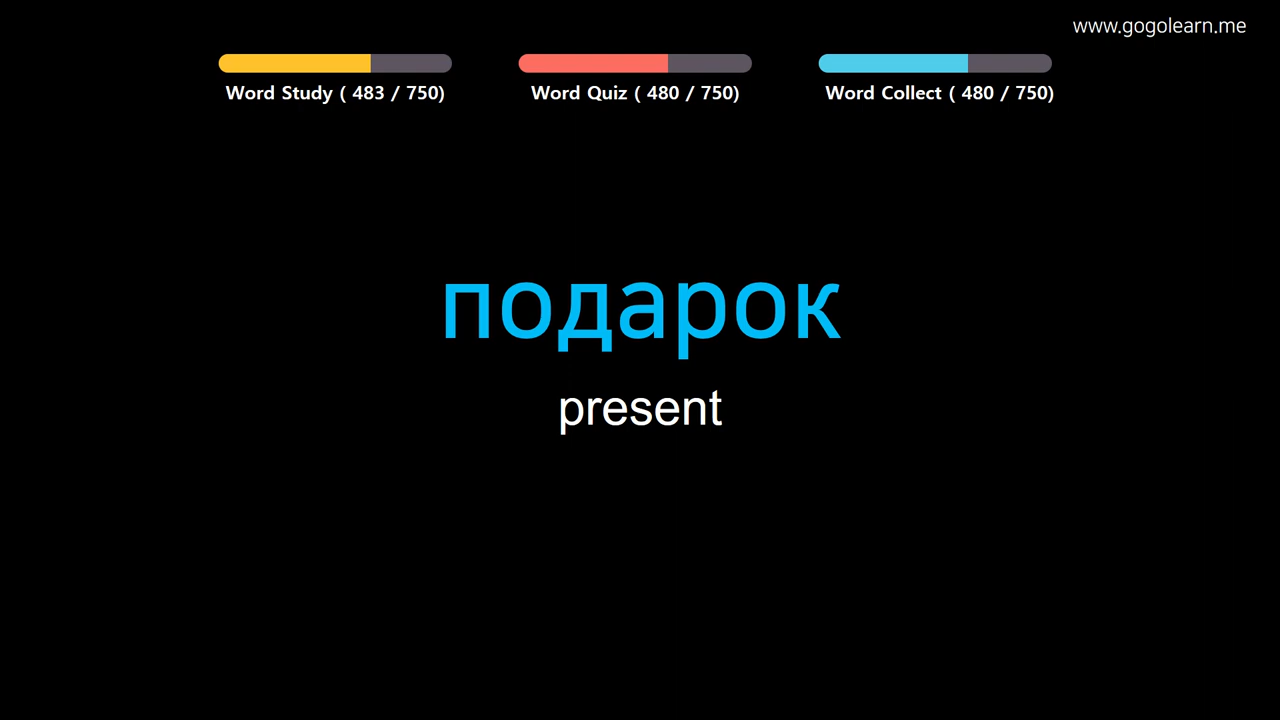 www.gogolearn.me
Word Study ( 483 / 750)
Word Quiz ( 480 / 750)
Word Collect ( 480 / 750)
подарок
present